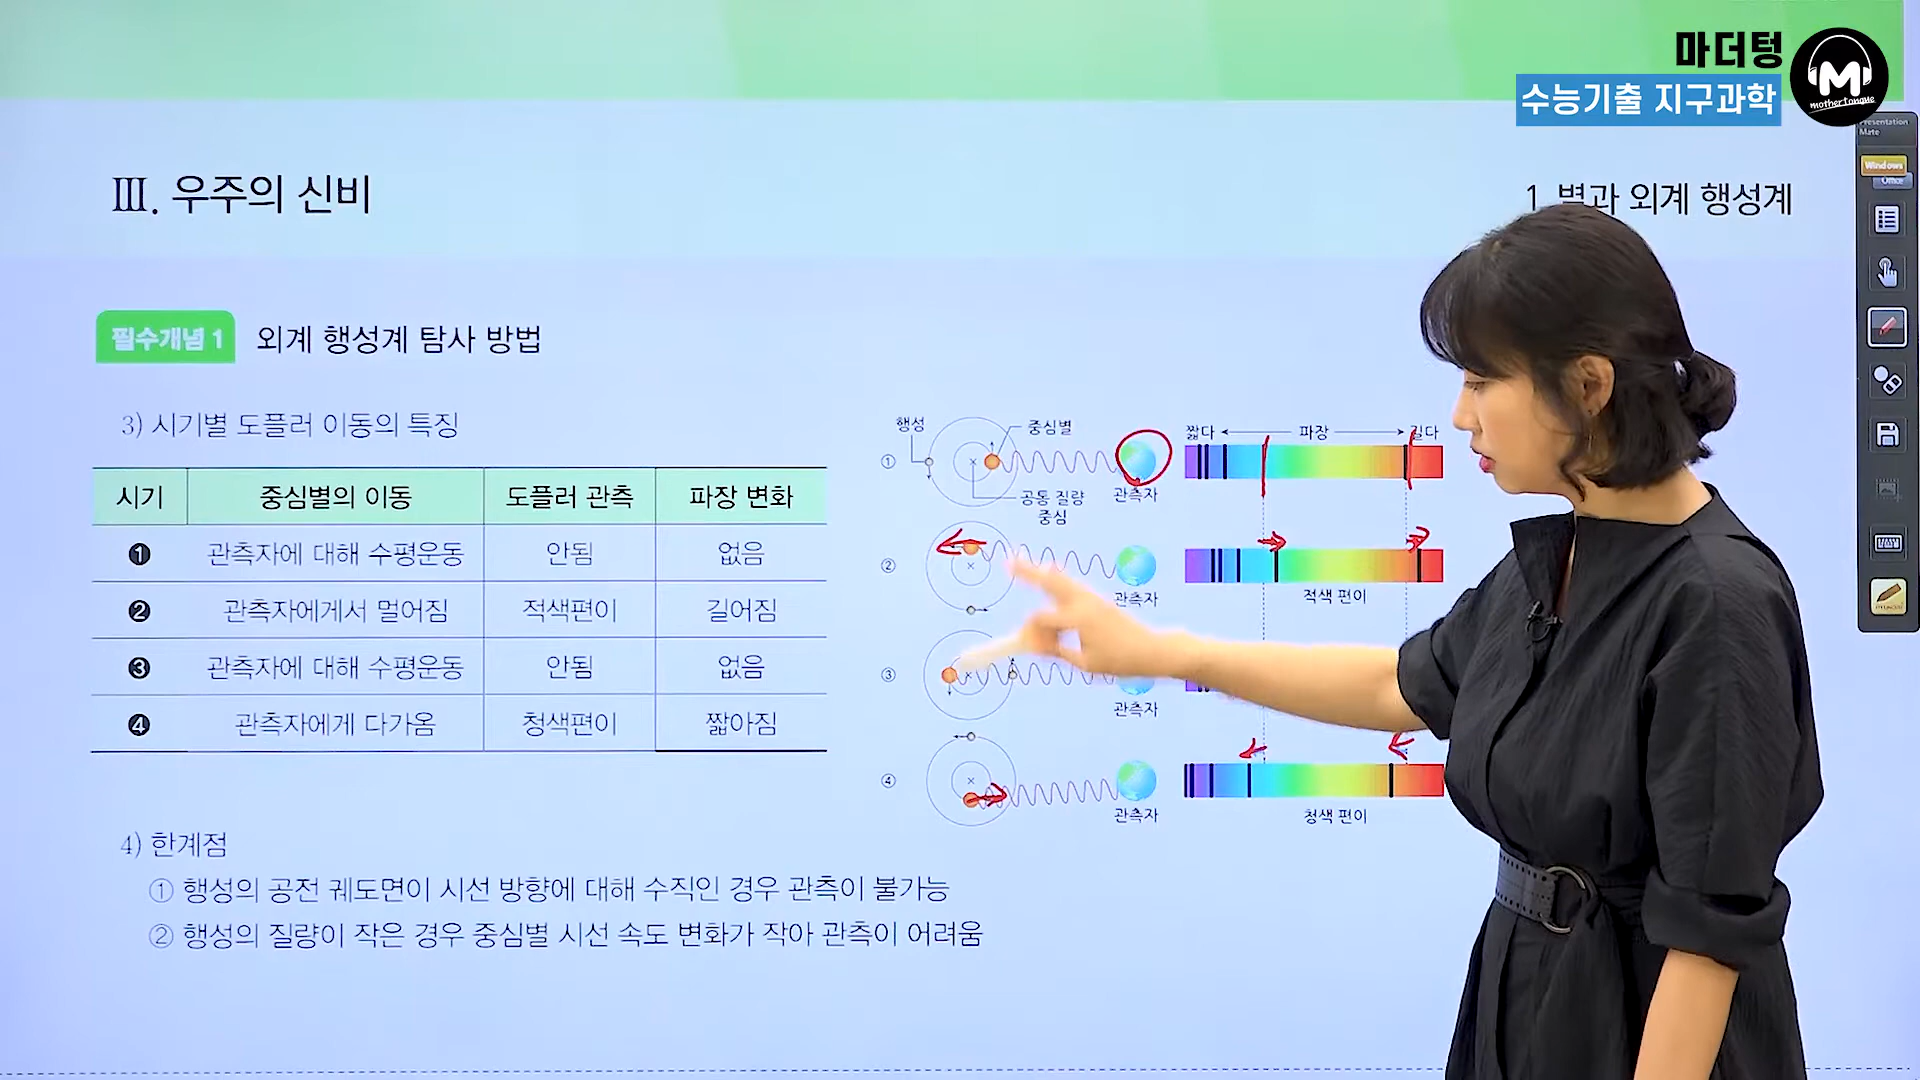 마더텅
수능기출 지구과학
mothertongue
Presentation Mate
Windows
Office
Ⅲ. 우주의 신비
1. 별과 외계 행성계
필수개념 1 외계 행성계 탐사 방법
3) 시기별 도플러 이동의 특징
시기 중심별의 이동 도플러 관측 파장 변화
❶ 관측자에 대해 수평운동 안됨 없음
❷ 관측자에게서 멀어짐 적색편이 길어짐
❸ 관측자에 대해 수평운동 안됨 없음
❹ 관측자에게 다가옴 청색편이 짧아짐
행성 중심별 짧다 파장 길다
①
관측자
공통 질량
중심
②
관측자 적색 편이
③
관측자
④
관측자 청색 편이
4) 한계점
① 행성의 공전 궤도면이 시선 방향에 대해 수직인 경우 관측이 불가능
② 행성의 질량이 작은 경우 중심별 시선 속도 변화가 작아 관측이 어려움